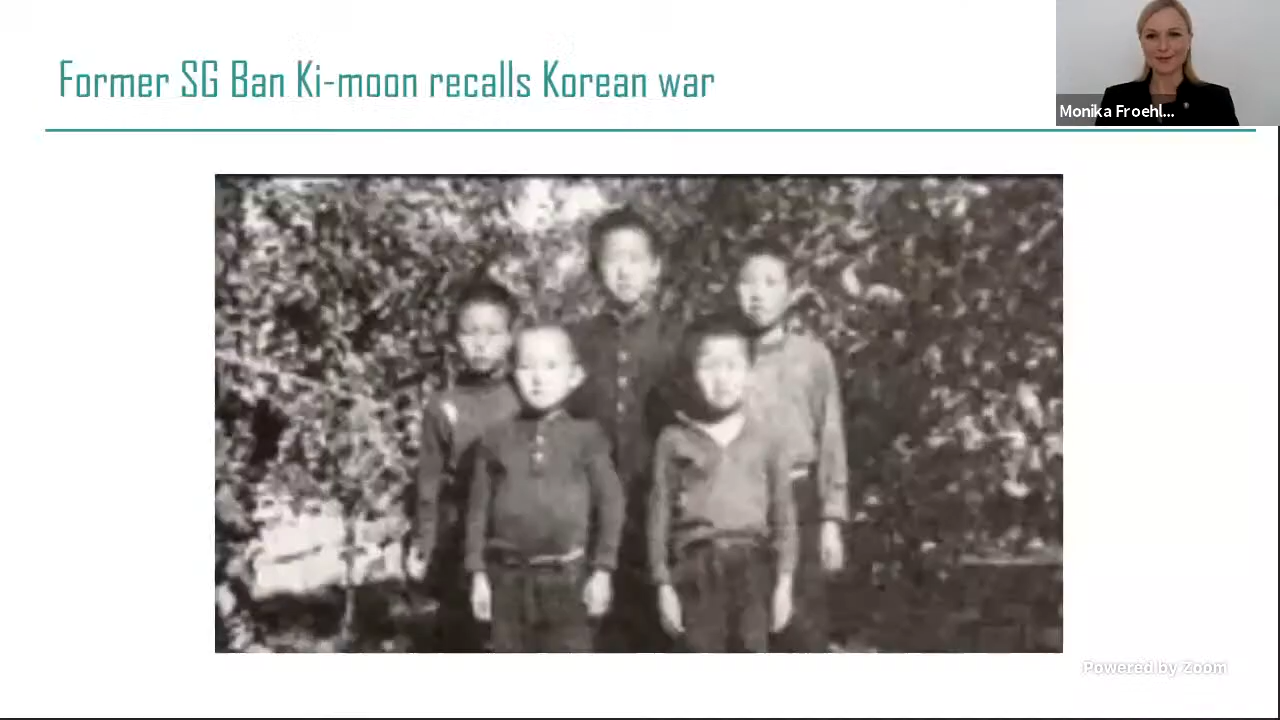 Former SG Ban Ki-moon recalls Korean war
Monika Froehl...
Powered by Zoom